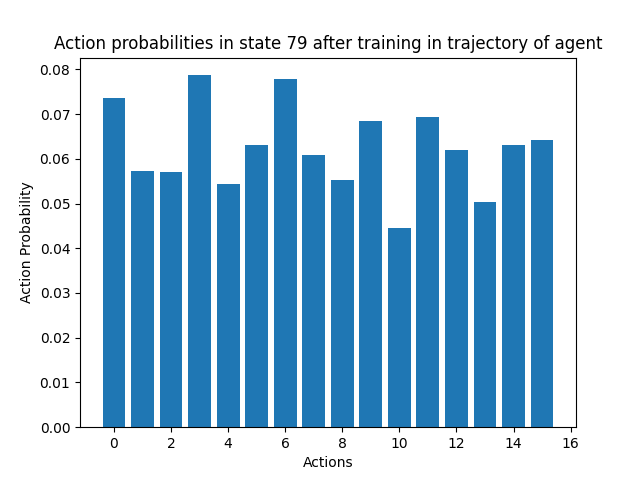 Action probabilities in state 79 after training in trajectory of agent
0.08
0.07
0.06
0.05
0.04
0.03
0.02
0.01
0.00
Action Probability
0 2 4 6 8 10 12 14 16
Actions